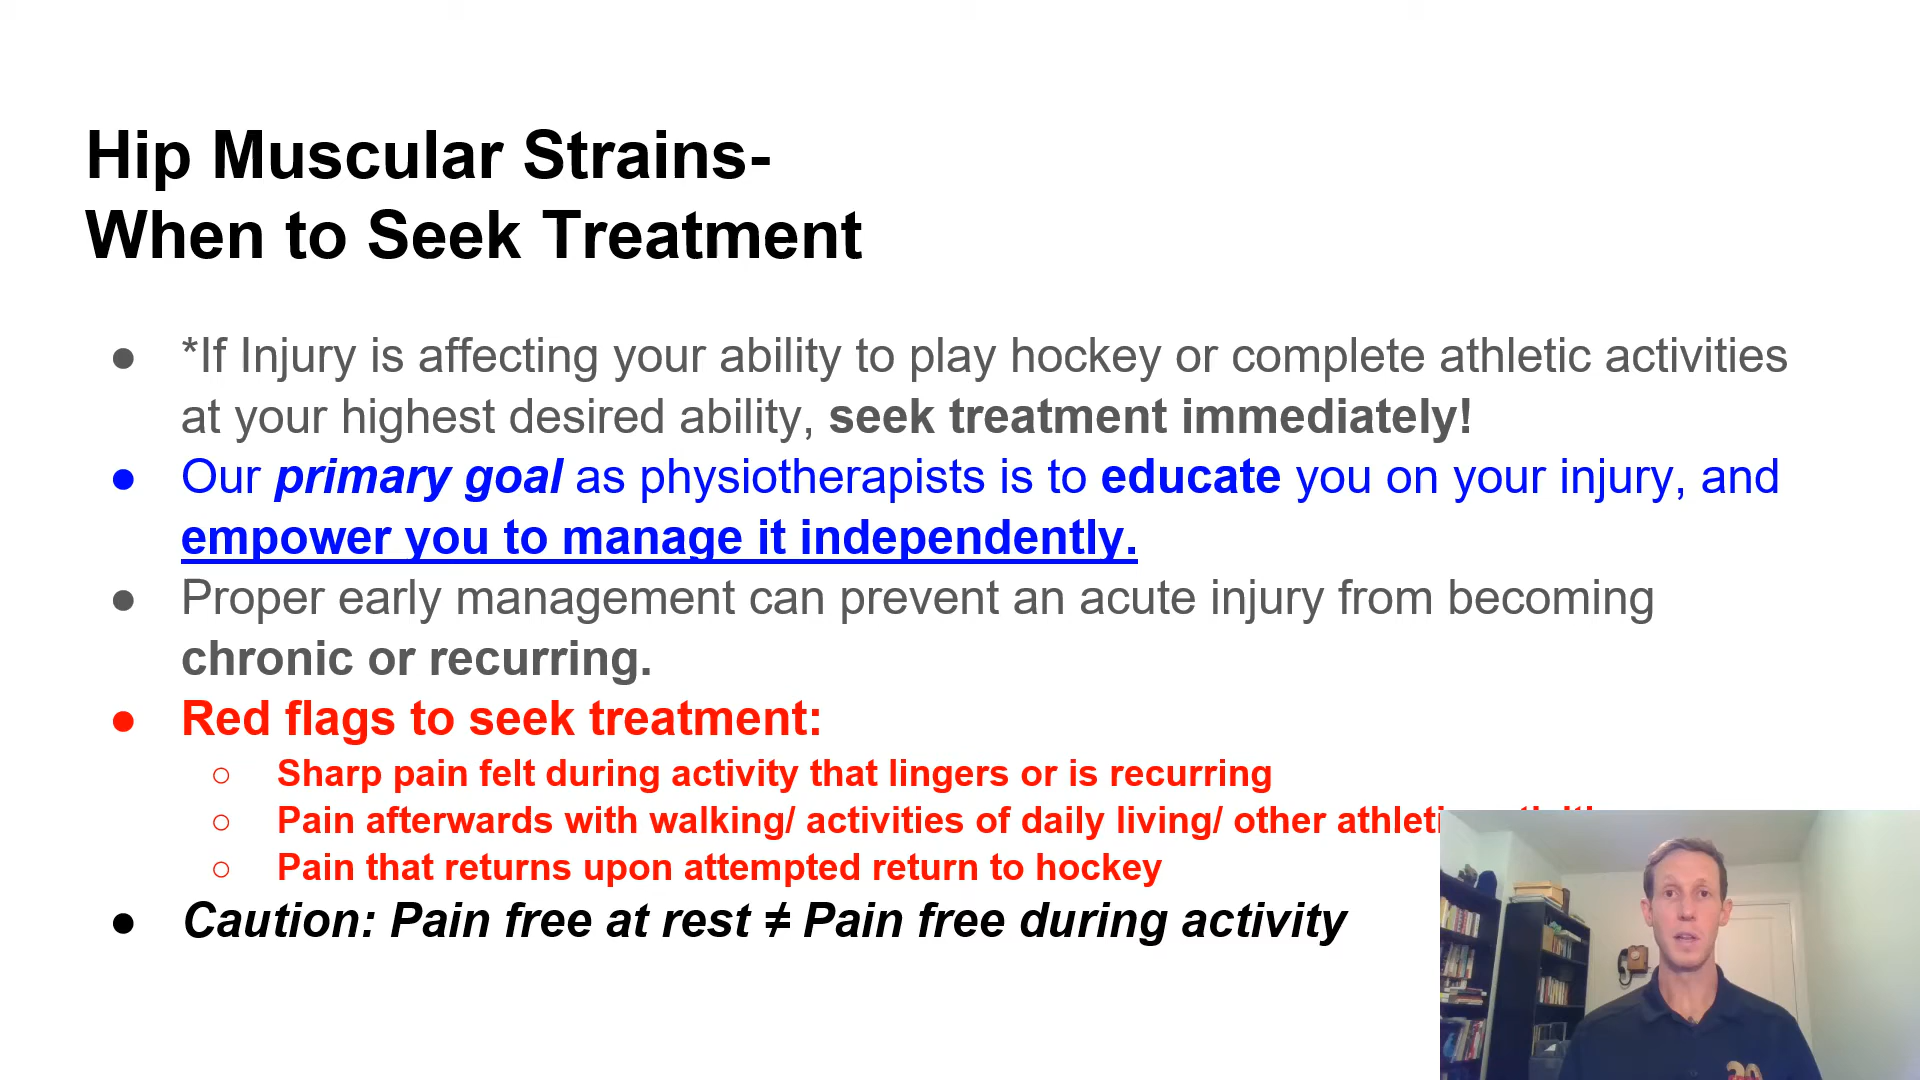 Hip Muscular Strains-
When to Seek Treatment
● *If Injury is affecting your ability to play hockey or complete athletic activities
at your highest desired ability, seek treatment immediately!
● Our primary goal as physiotherapists is to educate you on your injury, and
empower you to manage it independently.
● Proper early management can prevent an acute injury from becoming
chronic or recurring.
● Red flags to seek treatment:
○ Sharp pain felt during activity that lingers or is recurring
○ Pain afterwards with walking/ activities of daily living/ other
○ Pain that returns upon attempted return to hockey
● Caution: Pain free at rest ≠ Pain free during activity